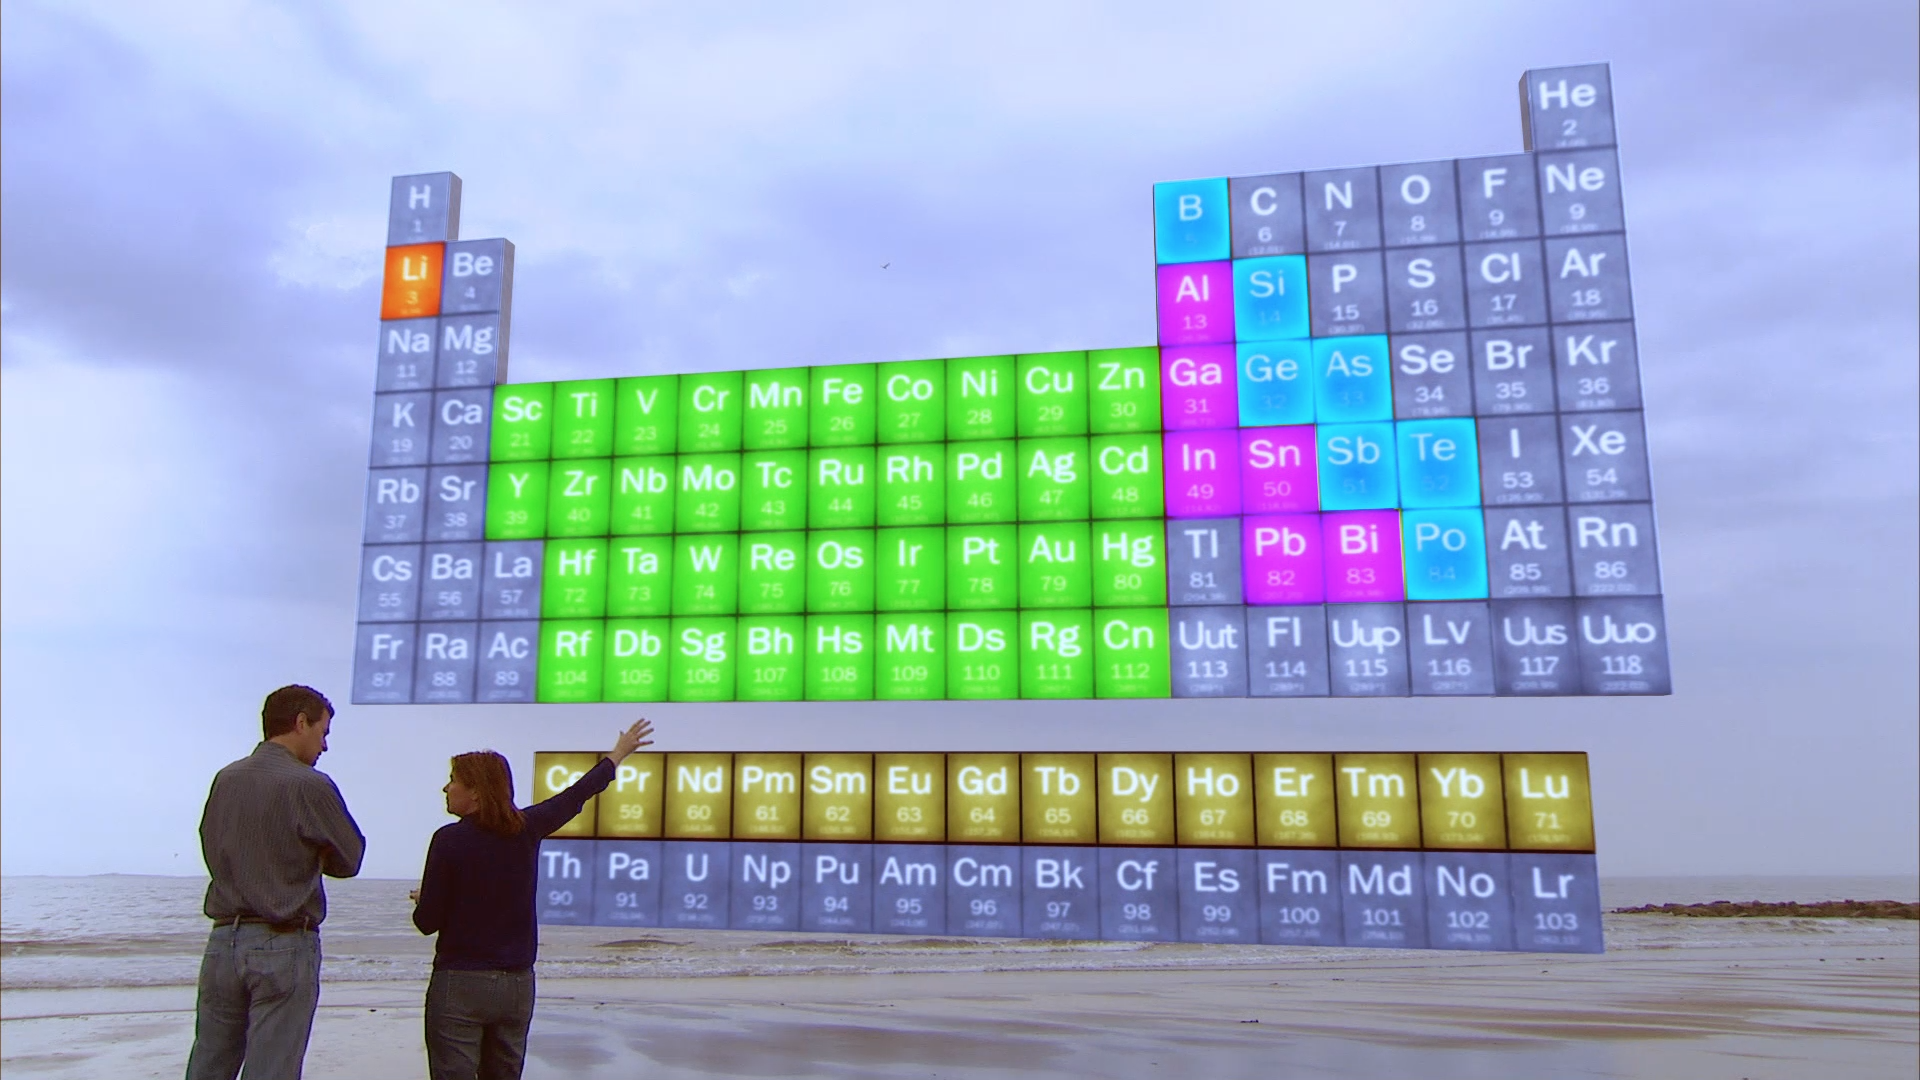 He
2
H
1
B C N O F Ne
6 7 8 9 9
Li Be
3 4
Al Si P S Cl Ar
13 14 15 16 17 18
Na Mg
11 12
Sc Ti V Cr Mn Fe Co Ni Cu Zn Ga Ge As Se Br Kr
21 22 23 24 25 26 27 28 29 30 31 32 33 34 35 36
K Ca
19 20
Y Zr Nb Mo Tc Ru Rh Pd Ag Cd In Sn Sb Te I Xe
39 40 41 42 43 44 45 46 47 48 49 50 51 52 53 54
Rb Sr
37 38
Cs Ba La Hf Ta W Re Os Ir Pt Au Hg Tl Pb Bi Po At Rn
55 56 57 72 73 74 75 76 77 78 79 80 81 82 83 84 85 86
Fr Ra Ac Rf Db Sg Bh Hs Mt Ds Rg Cn Uut Fl Uup Lv Uus Uuo
87 88 89 104 105 106 107 108 109 110 111 112 113 114 115 116 117 118
Ce Pr Nd Pm Sm Eu Gd Tb Dy Ho Er Tm Yb Lu
59 60 61 62 63 64 65 66 67 68 69 70 71
Th Pa U Np Pu Am Cm Bk Cf Es Fm Md No Lr
90 91 92 93 94 95 96 97 98 99 100 101 102 103